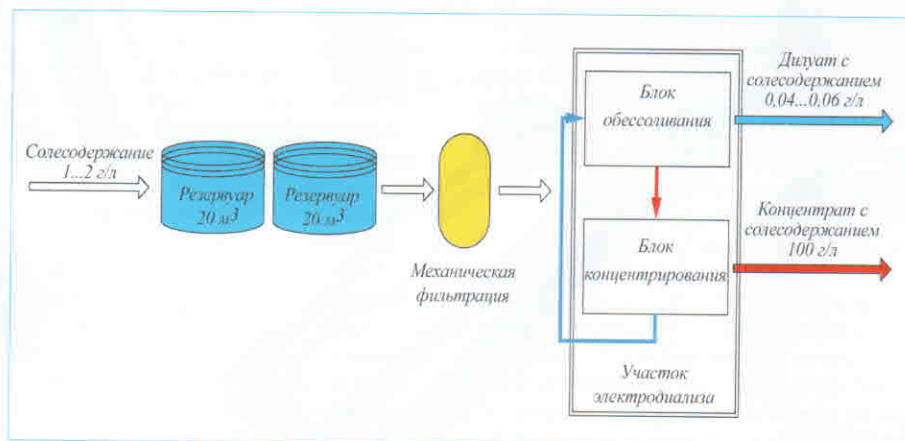 Солесодержание
1...2 г/л
Резервуар
20 м³
Резервуар
20 м³
Механическая
фильтрация
Блок
обессоливания
Блок
концентрирования
Участок
электродиализа
Дилуат с
солесодержанием
0,04...0,06 г/л
Концентрат с
солесодержанием
100 г/л